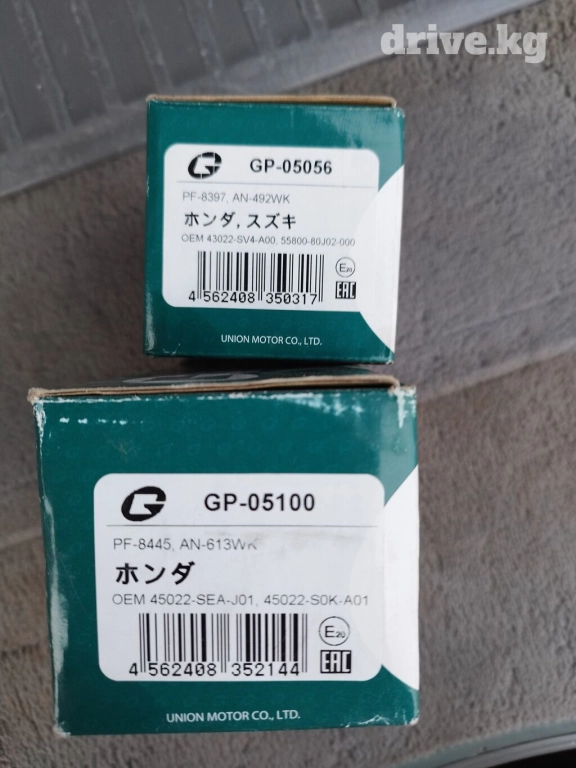 drive.kg
G GP-05056
PF-8397, AN-492WK
ホンダ, スズキ
OEM 43022-SV4-A00, 55800-80J02-000
E20
4 562408 350317
EAC
UNION MOTOR CO., LTD.
G GP-05100
PF-8445, AN-613WK
ホンダ
OEM 45022-SEA-J01, 45022-S0K-A01
E20
4 562408 352144
EAC
UNION MOTOR CO., LTD.